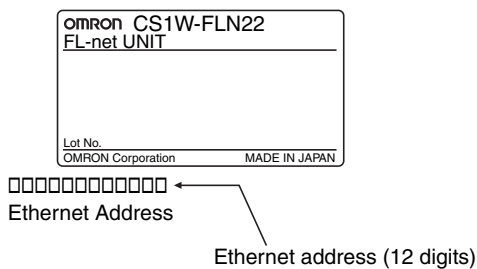 OMRON CS1W-FLN22
FL-net UNIT
Lot No.
OMRON Corporation MADE IN JAPAN
□□□□□□□□□□□□
Ethernet Address
Ethernet address (12 digits)